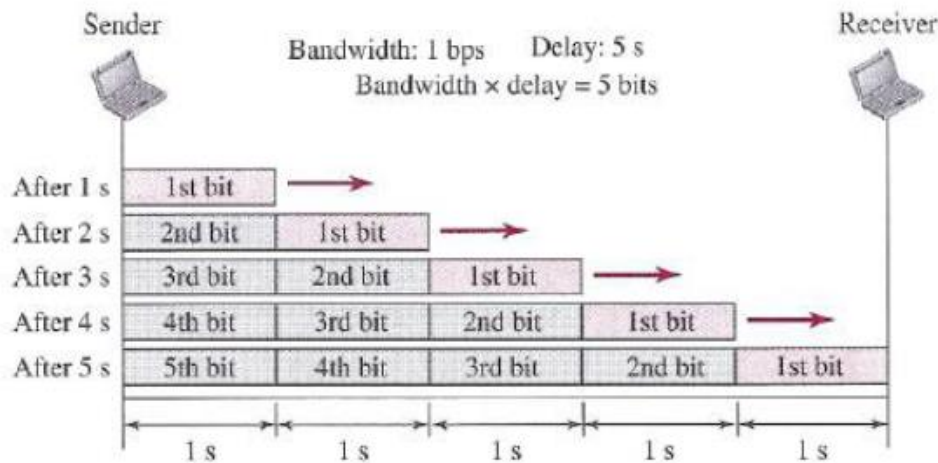 Sender
Receiver
Bandwidth: 1 bps Delay: 5 s
Bandwidth × delay = 5 bits
After 1 s 1st bit
After 2 s 2nd bit 1st bit
After 3 s 3rd bit 2nd bit 1st bit
After 4 s 4th bit 3rd bit 2nd bit 1st bit
After 5 s 5th bit 4th bit 3rd bit 2nd bit 1st bit
1 s 1 s 1 s 1 s 1 s